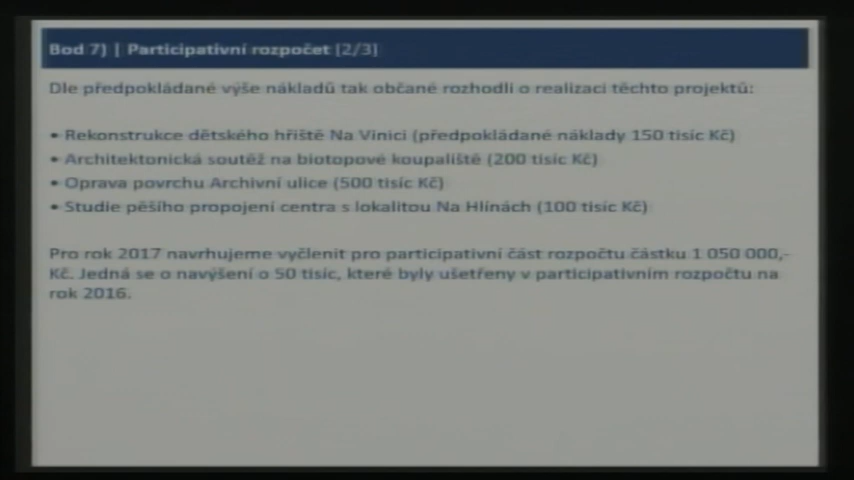 Bod 7) | Participativní rozpočet [2/3]
Dle předpokládané výše nákladů tak občané rozhodli o realizaci těchto projektů:
• Rekonstrukce dětského hřiště Na Vinici (předpokládané náklady 150 tisíc Kč)
• Architektonická soutěž na biotopové koupaliště (200 tisíc Kč)
• Oprava povrchu Archivní ulice (500 tisíc Kč)
• Studie pěšího propojení centra s lokalitou Na Hlínách (100 tisíc Kč)
Pro rok 2017 navrhujeme vyčlenit pro participativní část rozpočtu částku 1 050 000,-
Kč. Jedná se o navýšení o 50 tisíc, které byly ušetřeny v participativním rozpočtu na
rok 2016.